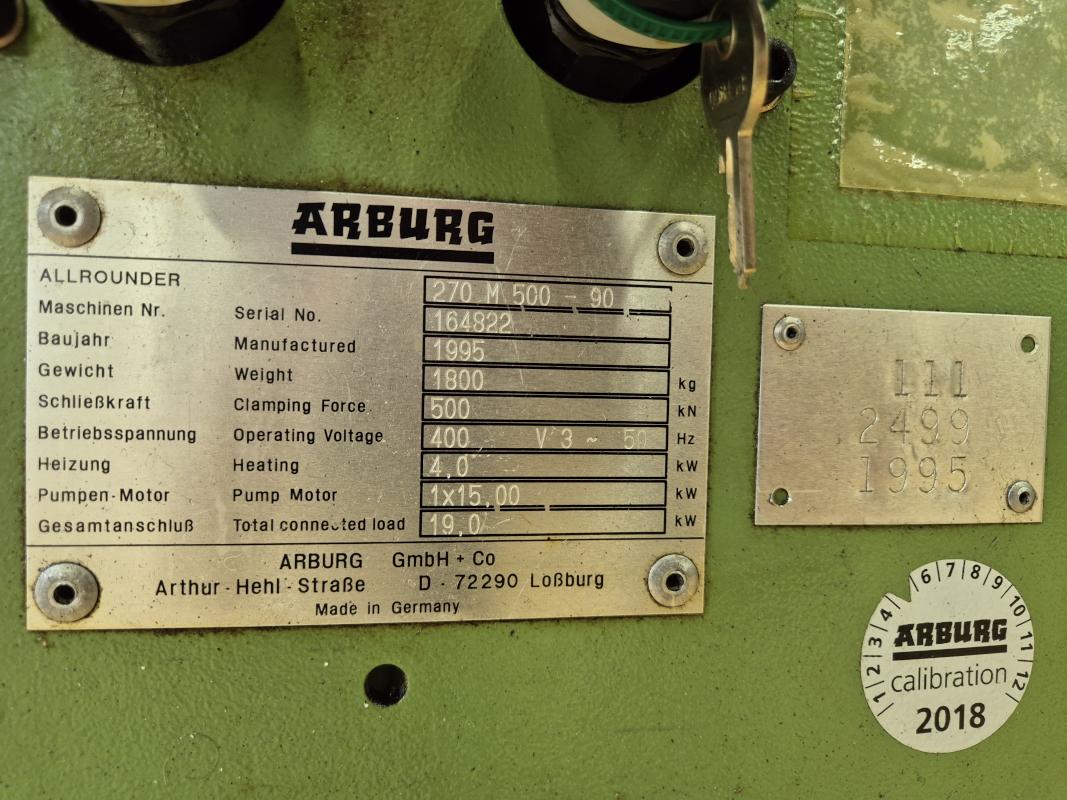 ARBURG
ALLROUNDER 270 M 500 - 90
Maschinen Nr. Serial No. 164822
Baujahr Manufactured 1995
Gewicht Weight 1800 kg
Schließkraft Clamping Force 500 kN
Betriebsspannung Operating Voltage 400 V 3 ~ 50 Hz
Heizung Heating 4.0 kW
Pumpen-Motor Pump Motor 1x15.00 kW
Gesamtanschluß Total connected load 19.0 kW
ARBURG GmbH + Co
Arthur-Hehl-Straße D - 72290 Loßburg
Made in Germany
111
2499
1995
1 2 3 4 6 7 8 9 10 11 12
ARBURG
calibration
2018